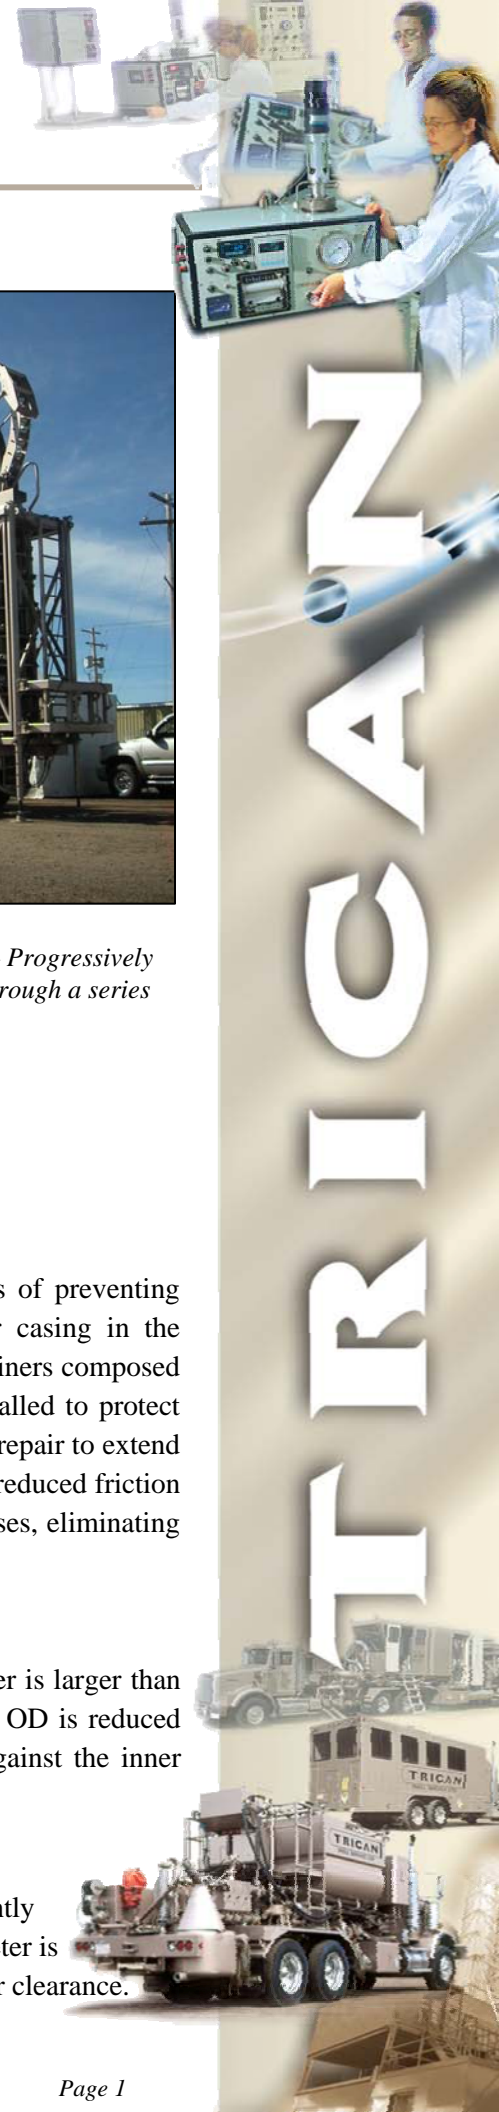 Progressively
rough a series
s of preventing
r casing in the
iners composed
alled to protect
repair to extend
reduced friction
ses, eliminating
er is larger than
OD is reduced
gainst the inner
ntly
ter is
r clearance.
Page 1
TRICAN
TRICAN
TRICAN